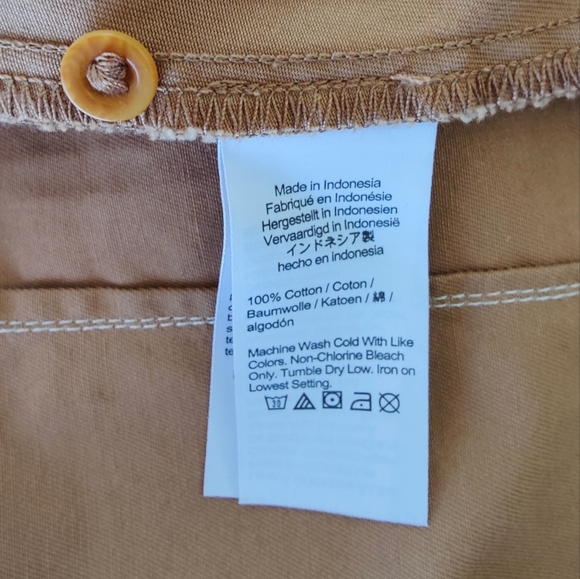 Made in Indonesia
Fabriqué en Indonésie
Hergestellt in Indonesien
Vervaardigd in Indonesië
インドネシア製
hecho en indonesia
100% Cotton / Coton /
Baumwolle / Katoen / 綿 /
algodón
Machine Wash Cold With Like
Colors. Non-Chlorine Bleach
Only. Tumble Dry Low. Iron on
Lowest Setting.
30